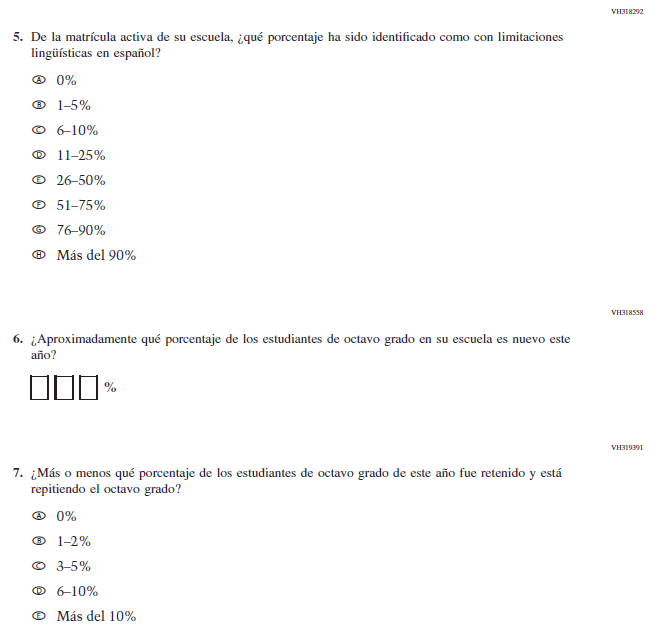 VH318292
5. De la matrícula activa de su escuela, ¿qué porcentaje ha sido identificado como con limitaciones
lingüísticas en español?
Ⓐ 0%
Ⓑ 1–5%
Ⓒ 6–10%
Ⓓ 11–25%
Ⓔ 26–50%
Ⓕ 51–75%
Ⓖ 76–90%
Ⓗ Más del 90%
VH318558
6. ¿Aproximadamente qué porcentaje de los estudiantes de octavo grado en su escuela es nuevo este
año?
%
VH319391
7. ¿Más o menos qué porcentaje de los estudiantes de octavo grado de este año fue retenido y está
repitiendo el octavo grado?
Ⓐ 0%
Ⓑ 1–2%
Ⓒ 3–5%
Ⓓ 6–10%
Ⓔ Más del 10%